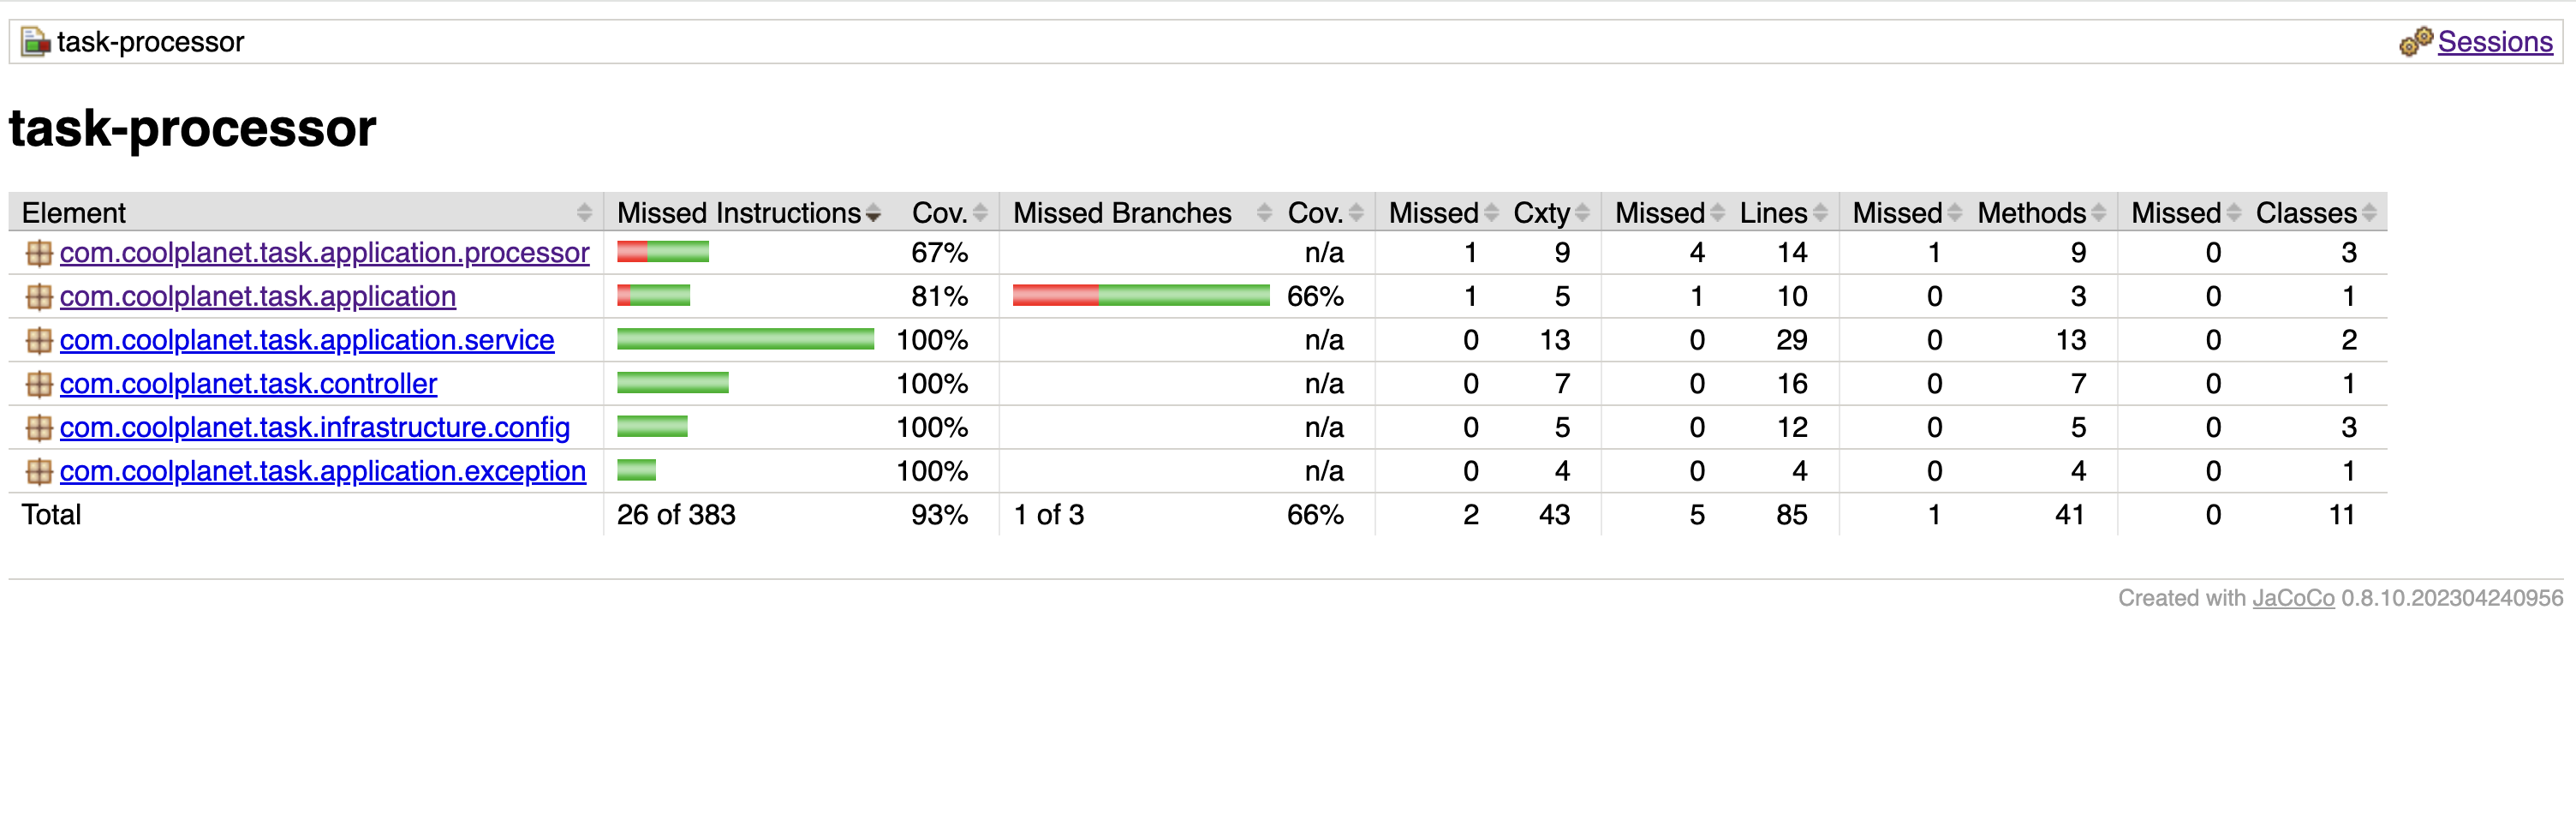 task-processor Sessions
task-processor
Element Missed Instructions Cov. Missed Branches Cov. Missed Cxty Missed Lines Missed Methods Missed Classes
com.coolplanet.task.application.processor 67% n/a 1 9 4 14 1 9 0 3
com.coolplanet.task.application 81% 66% 1 5 1 10 0 3 0 1
com.coolplanet.task.application.service 100% n/a 0 13 0 29 0 13 0 2
com.coolplanet.task.controller 100% n/a 0 7 0 16 0 7 0 1
com.coolplanet.task.infrastructure.config 100% n/a 0 5 0 12 0 5 0 3
com.coolplanet.task.application.exception 100% n/a 0 4 0 4 0 4 0 1
Total 26 of 383 93% 1 of 3 66% 2 43 5 85 1 41 0 11
Created with JaCoCo 0.8.10.202304240956